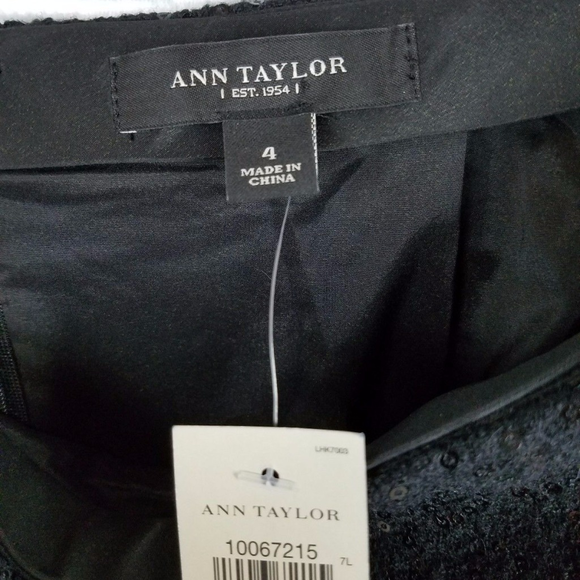 ANN TAYLOR
EST. 1954
4
MADE IN
CHINA
LHK7003
ANN TAYLOR
10067215
7L